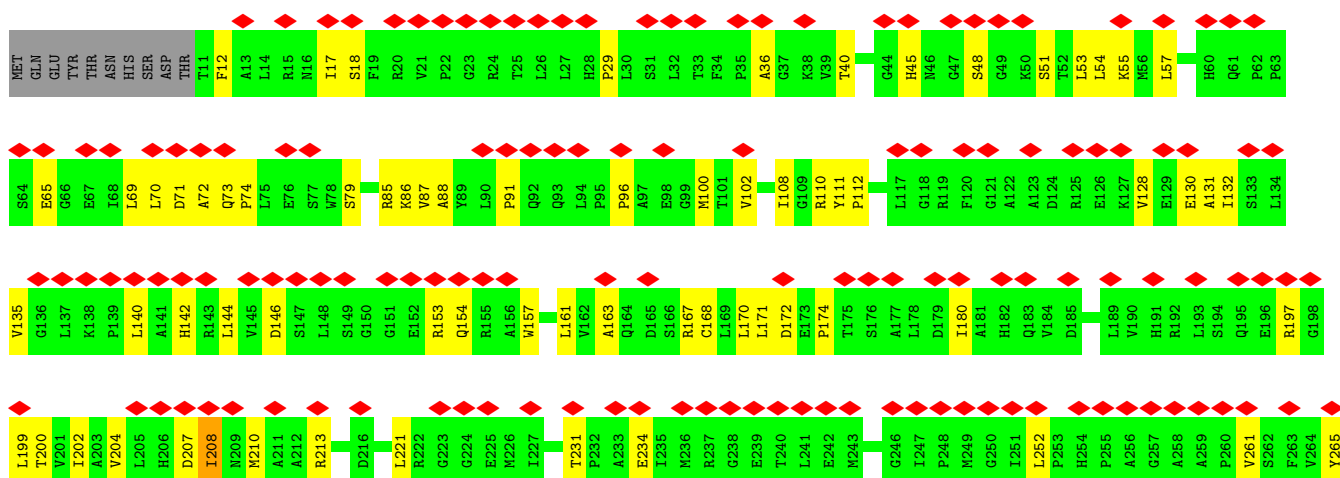 MET GLN GLU TYR THR ASN HIS SER ASP THR T11 F12 A13 L14 R15 N16 I17 S18 F19 R20 V21 P22 G23 R24 T25 L26 L27 H28 P29 L30 S31 L32 T33 F34 P35 A36 G37 K38 V39 T40 G44 H45 N46 G47 S48 G49 K50 S51 T52 L53 L54 K55 M56 L57 H60 Q61 P62 P63
S64 E65 G66 E67 I68 L69 L70 D71 A72 Q73 P74 L75 E76 S77 W78 S79 R85 K86 V87 A88 Y89 L90 P91 Q92 Q93 L94 P95 P96 A97 E98 G99 M100 T101 V102 I108 G109 R110 Y111 P112 L117 G118 R119 F120 G121 A122 A123 D124 R125 E126 K127 V128 E129 E130 A131 I132 S133 L134
V135 G136 L137 K138 P139 L140 A141 H142 R143 L144 V145 D146 S147 L148 S149 G150 G151 E152 R153 Q154 R155 A156 W157 L161 V162 A163 Q164 D165 S166 R167 C168 L169 L170 L171 D172 E173 P174 T175 S176 A177 L178 D179 I180 A181 H182 Q183 V184 D185 L189 V190 H191 R192 L193 S194 Q195 E196 R197 G198
L199 T200 V201 I202 A203 V204 L205 H206 D207 I208 N209 M210 A211 A212 R213 D216 L221 R222 G223 G224 E225 M226 I227 T231 P232 A233 E234 I235 M236 R237 G238 E239 T240 L241 E242 M243 G246 I247 P248 M249 G250 I251 L252 P253 H254 P255 A256 G257 A258 A259 P260 V261 S262 F263 V264 Y265